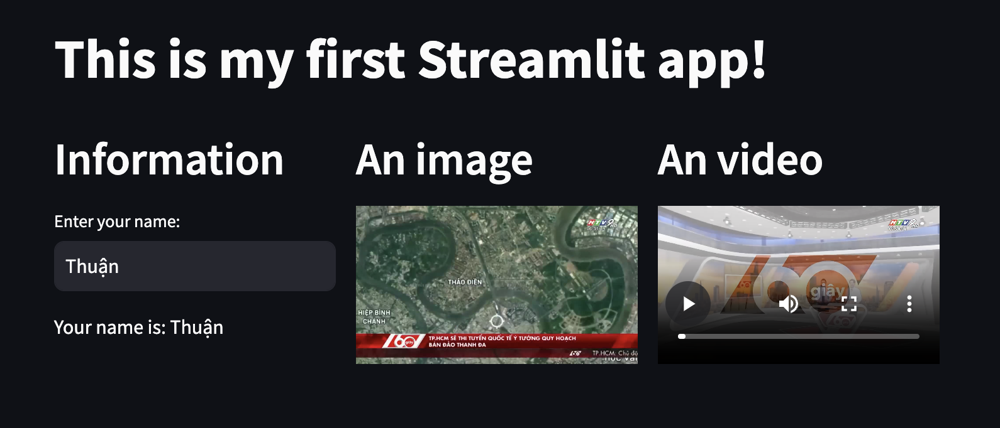 This is my first Streamlit app!
Information
Enter your name:
Thuận
Your name is: Thuận
An image
HTV9 HD
THẢO ĐIỀN
HIỆP BÌNH
CHÁNH
60 giây
TP.HCM SẼ THI TUYỂN QUỐC TẾ Ý TƯỞNG QUY HOẠCH
BÁN ĐẢO THANH ĐA
TP.HCM: Chủ độ
An video
HTV9 HD
60 giây